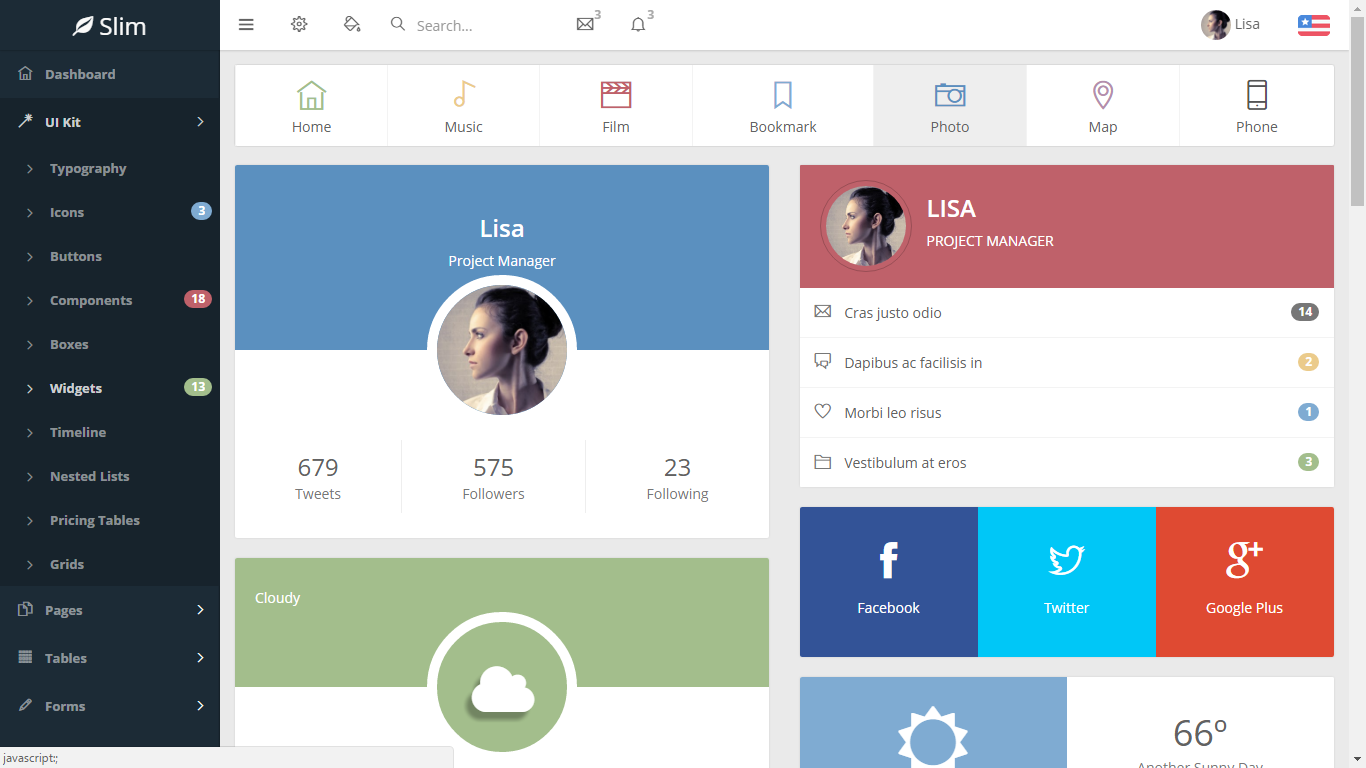 Slim
Search...
3
3
Lisa
Dashboard
UI Kit
Typography
Icons 3
Buttons
Components 18
Boxes
Widgets 13
Timeline
Nested Lists
Pricing Tables
Grids
Pages
Tables
Forms
javascript:;
Home
Music
Film
Bookmark
Photo
Map
Phone
Lisa
Project Manager
679
Tweets
575
Followers
23
Following
Cloudy
LISA
PROJECT MANAGER
Cras justo odio 14
Dapibus ac facilisis in 2
Morbi leo risus 1
Vestibulum at eros 3
Facebook
Twitter
Google Plus
66º
Another Sunny Day